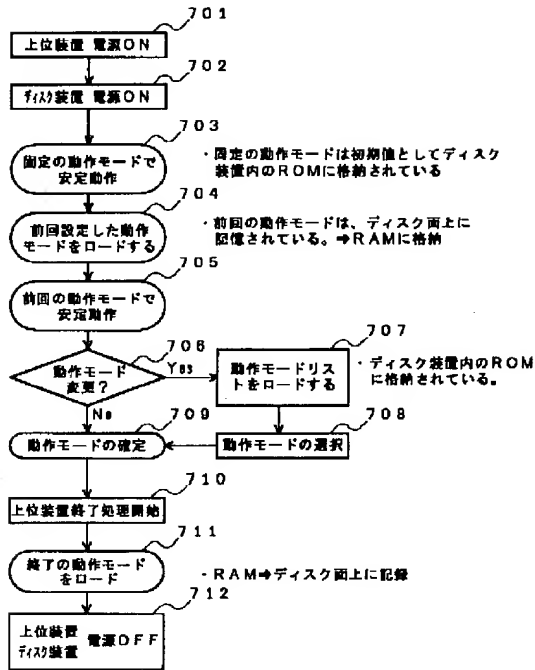 701
上位装置 電源ON
702
ディスク装置 電源ON
703
固定の動作モードで
安定動作
・固定の動作モードは初期値としてディスク
装置内のROMに格納されている
704
前回設定した動作
モードをロードする
・前回の動作モードは、ディスク面上に
記憶されている。➔RAMに格納
705
前回の動作モードで
安定動作
706
動作モード
変更?
Yes
No
707
動作モードリス
トをロードする
・ディスク装置内のROM
に格納されている。
708
動作モードの選択
709
動作モードの確定
710
上位装置終了処理開始
711
終了の動作モード
をロード
・RAM➔ディスク面上に記録
712
上位装置
ディスク装置
電源OFF